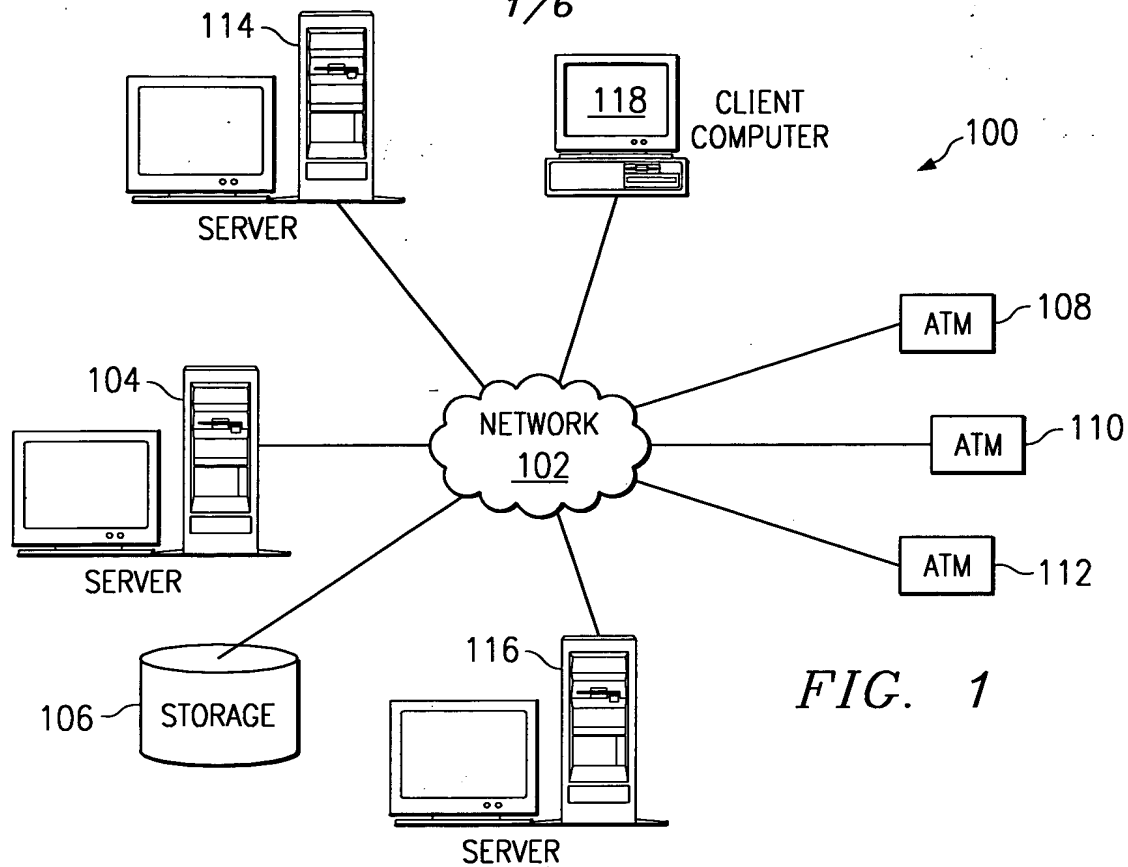 1/6
114
118
CLIENT
COMPUTER
100
SERVER
ATM
108
104
NETWORK
102
ATM
110
SERVER
ATM
112
106
STORAGE
116
FIG. 1
SERVER